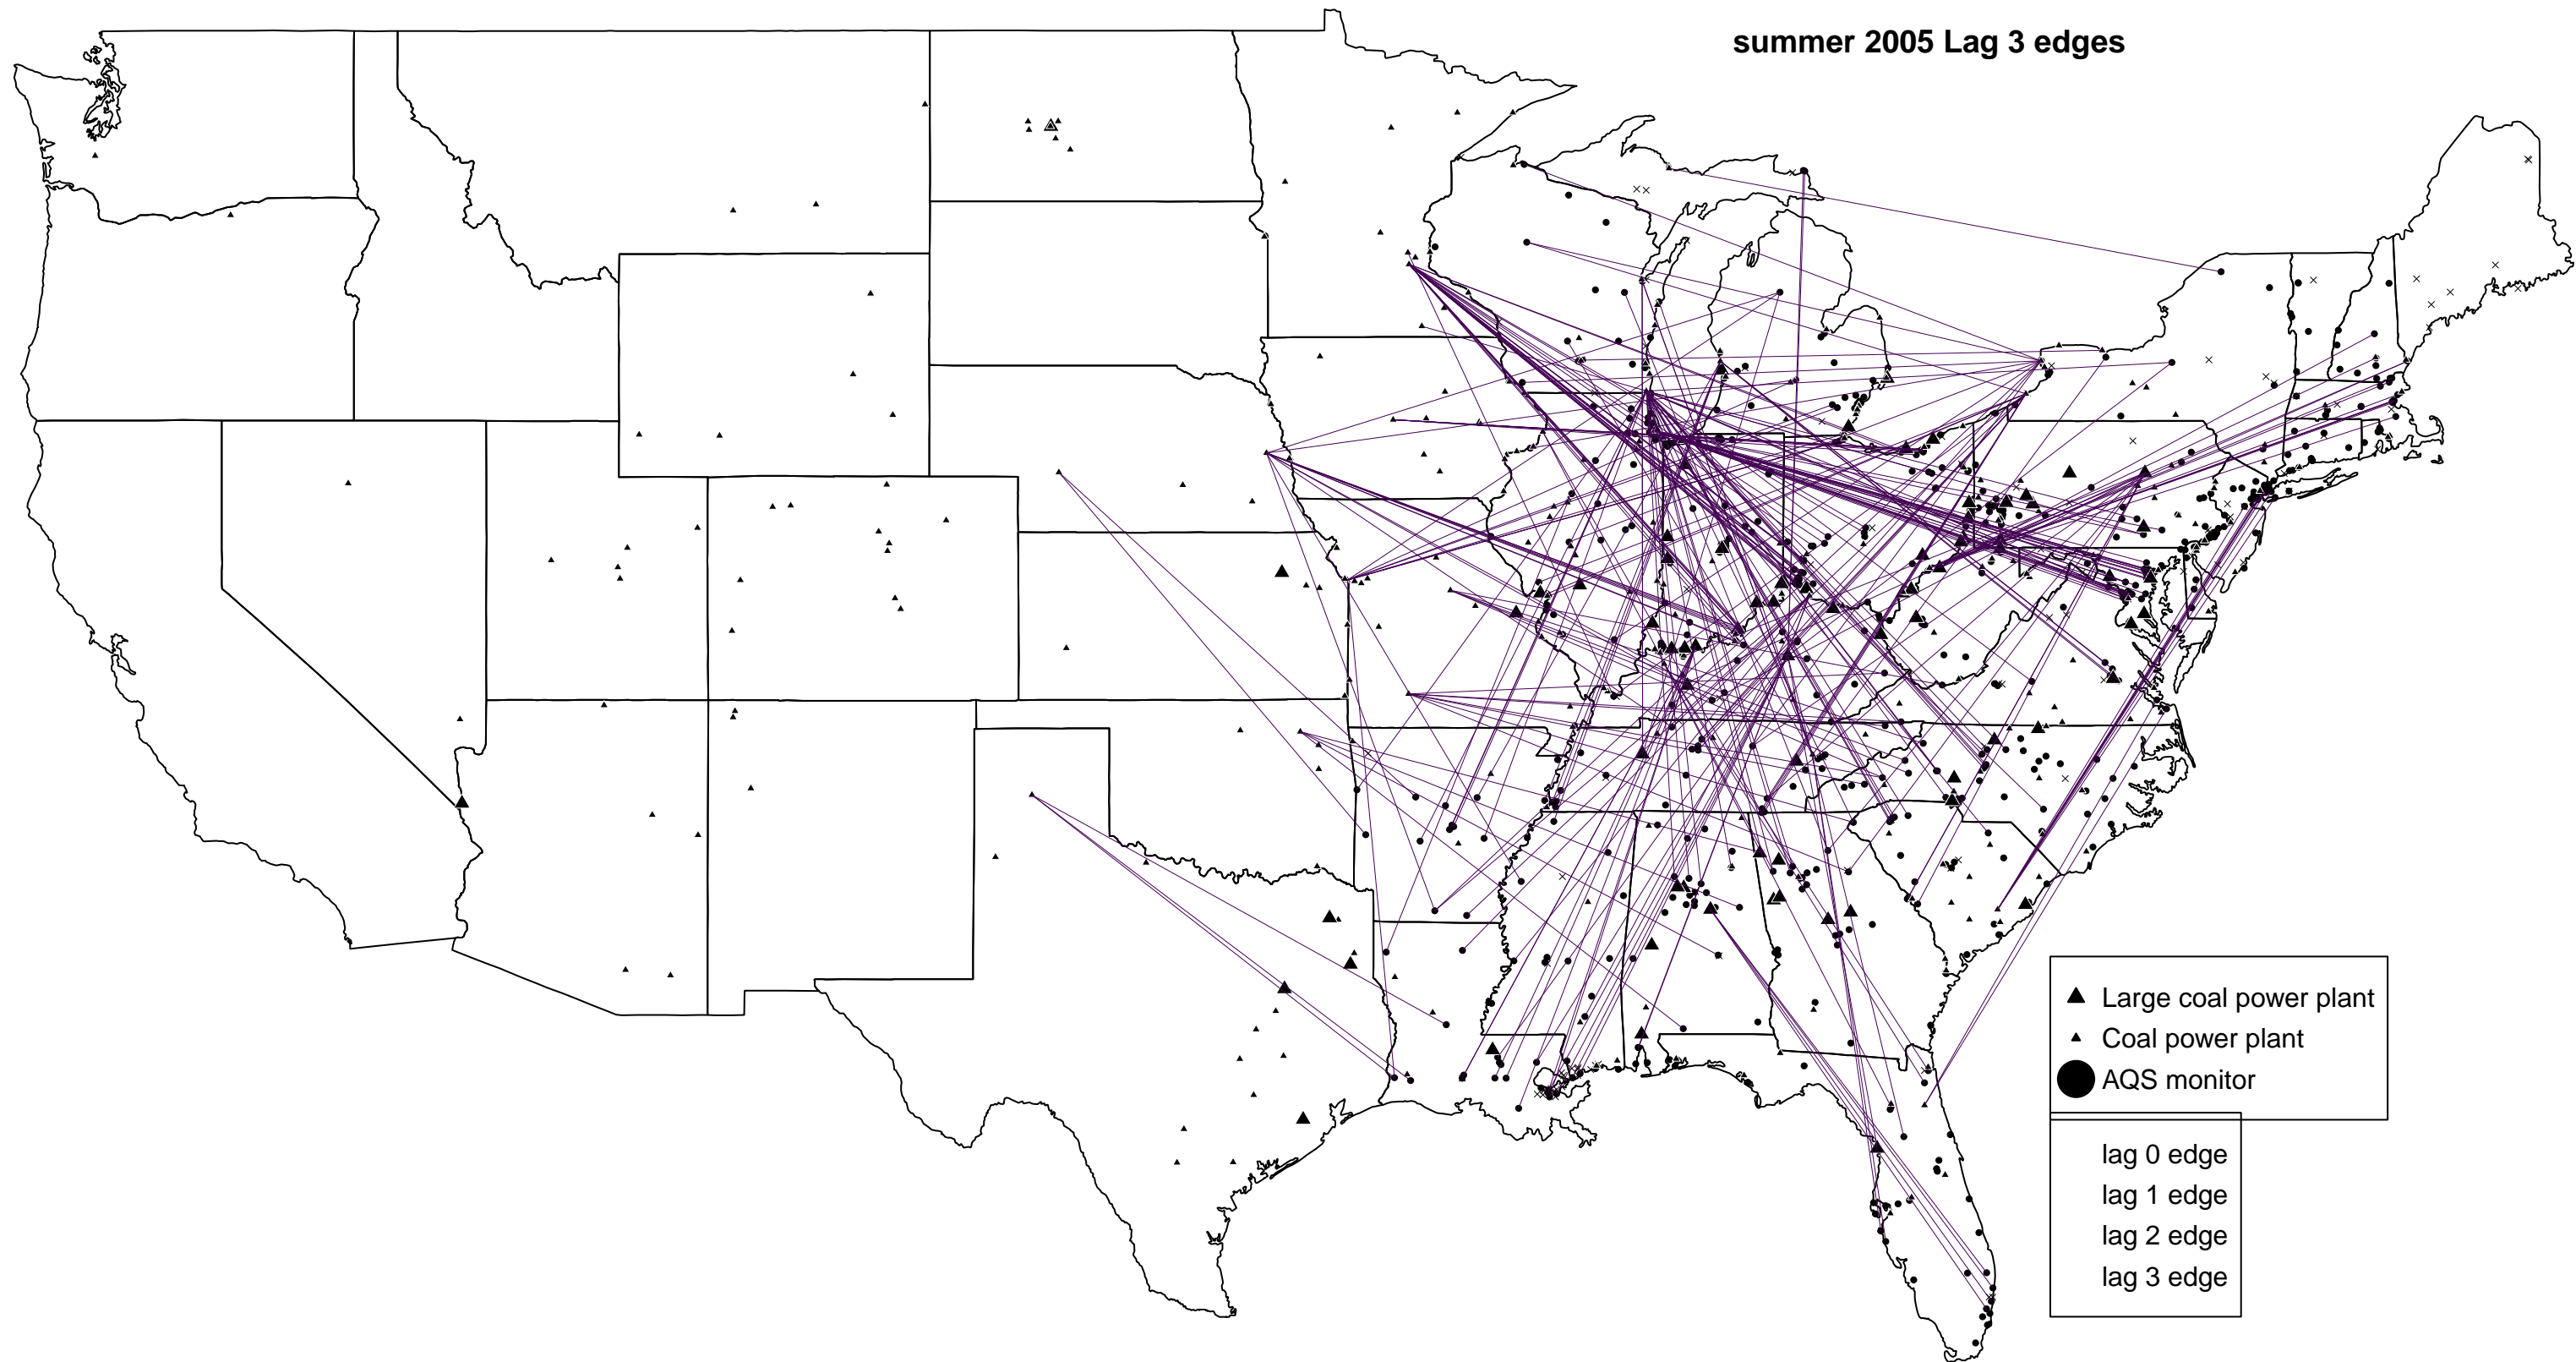 summer 2005 Lag 3 edges
Large coal power plant
Coal power plant
AQS monitor
lag 0 edge
lag 1 edge
lag 2 edge
lag 3 edge